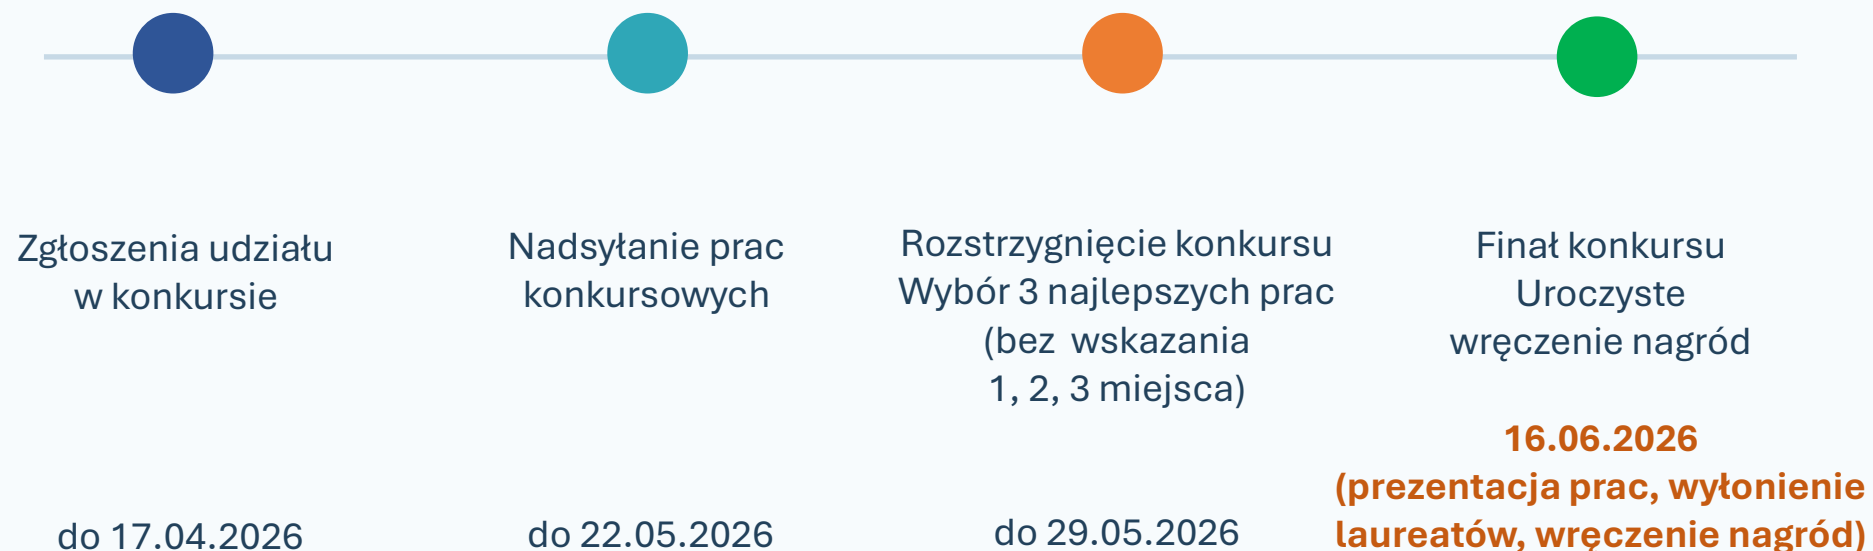 Zgłoszenia udziału
w konkursie
do 17.04.2026
Nadsyłanie prac
konkursowych
do 22.05.2026
Rozstrzygnięcie konkursu
Wybór 3 najlepszych prac
(bez  wskazania
1, 2, 3 miejsca)
do 29.05.2026
Finał konkursu
Uroczyste
wręczenie nagród
16.06.2026
(prezentacja prac, wyłonienie
laureatów, wręczenie nagród)